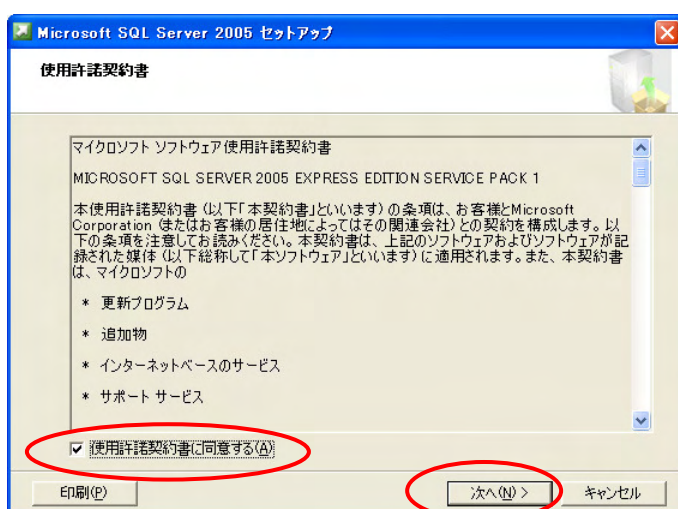 Microsoft SQL Server 2005 セットアップ
使用許諾契約書
マイクロソフト ソフトウェア使用許諾契約書
MICROSOFT SQL SERVER 2005 EXPRESS EDITION SERVICE PACK 1
本使用許諾契約書 (以下「本契約書」といいます) の条項は、お客様とMicrosoft
Corporation (またはお客様の居住地によってはその関連会社) との契約を構成します。以
下の条項を注意してお読みください。本契約書は、上記のソフトウェアおよびソフトウェアが記
録された媒体 (以下総称して「本ソフトウェア」といいます) に適用されます。また、本契約書
は、マイクロソフトの
* 更新プログラム
* 追加物
* インターネットベースのサービス
* サポート サービス
使用許諾契約書に同意する(A)
印刷(P) 次へ(N) > キャンセル